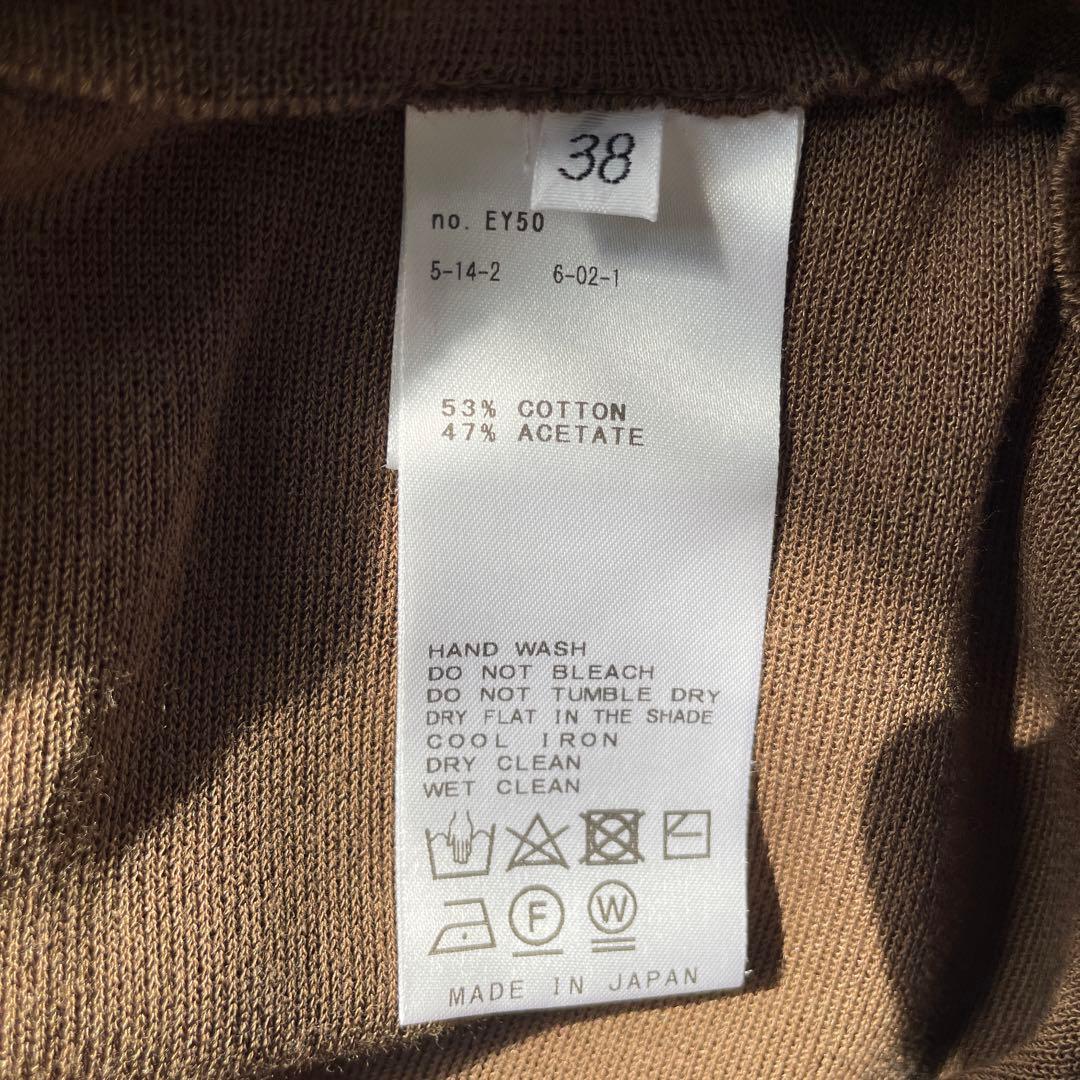 38
no. EY50
5-14-2 6-02-1
53% COTTON
47% ACETATE
HAND WASH
DO NOT BLEACH
DO NOT TUMBLE DRY
DRY FLAT IN THE SHADE
COOL IRON
DRY CLEAN
WET CLEAN
F W
MADE IN JAPAN